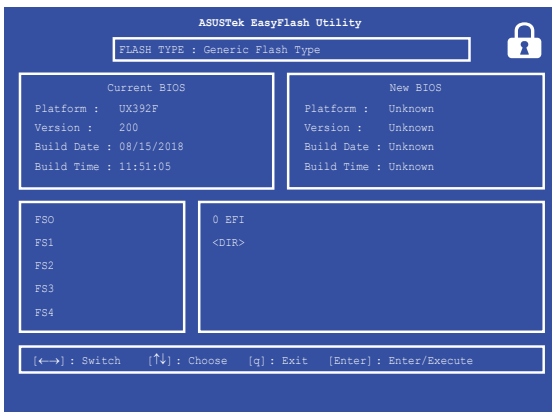 ASUSTek EasyFlash Utility
FLASH TYPE : Generic Flash Type
Current BIOS
Platform : UX392F
Version : 200
Build Date : 08/15/2018
Build Time : 11:51:05
New BIOS
Platform : Unknown
Version : Unknown
Build Date : Unknown
Build Time : Unknown
FS0
FS1
FS2
FS3
FS4
0 EFI
<DIR>
[←→] : Switch [↑↓] : Choose [q] : Exit [Enter] : Enter/Execute